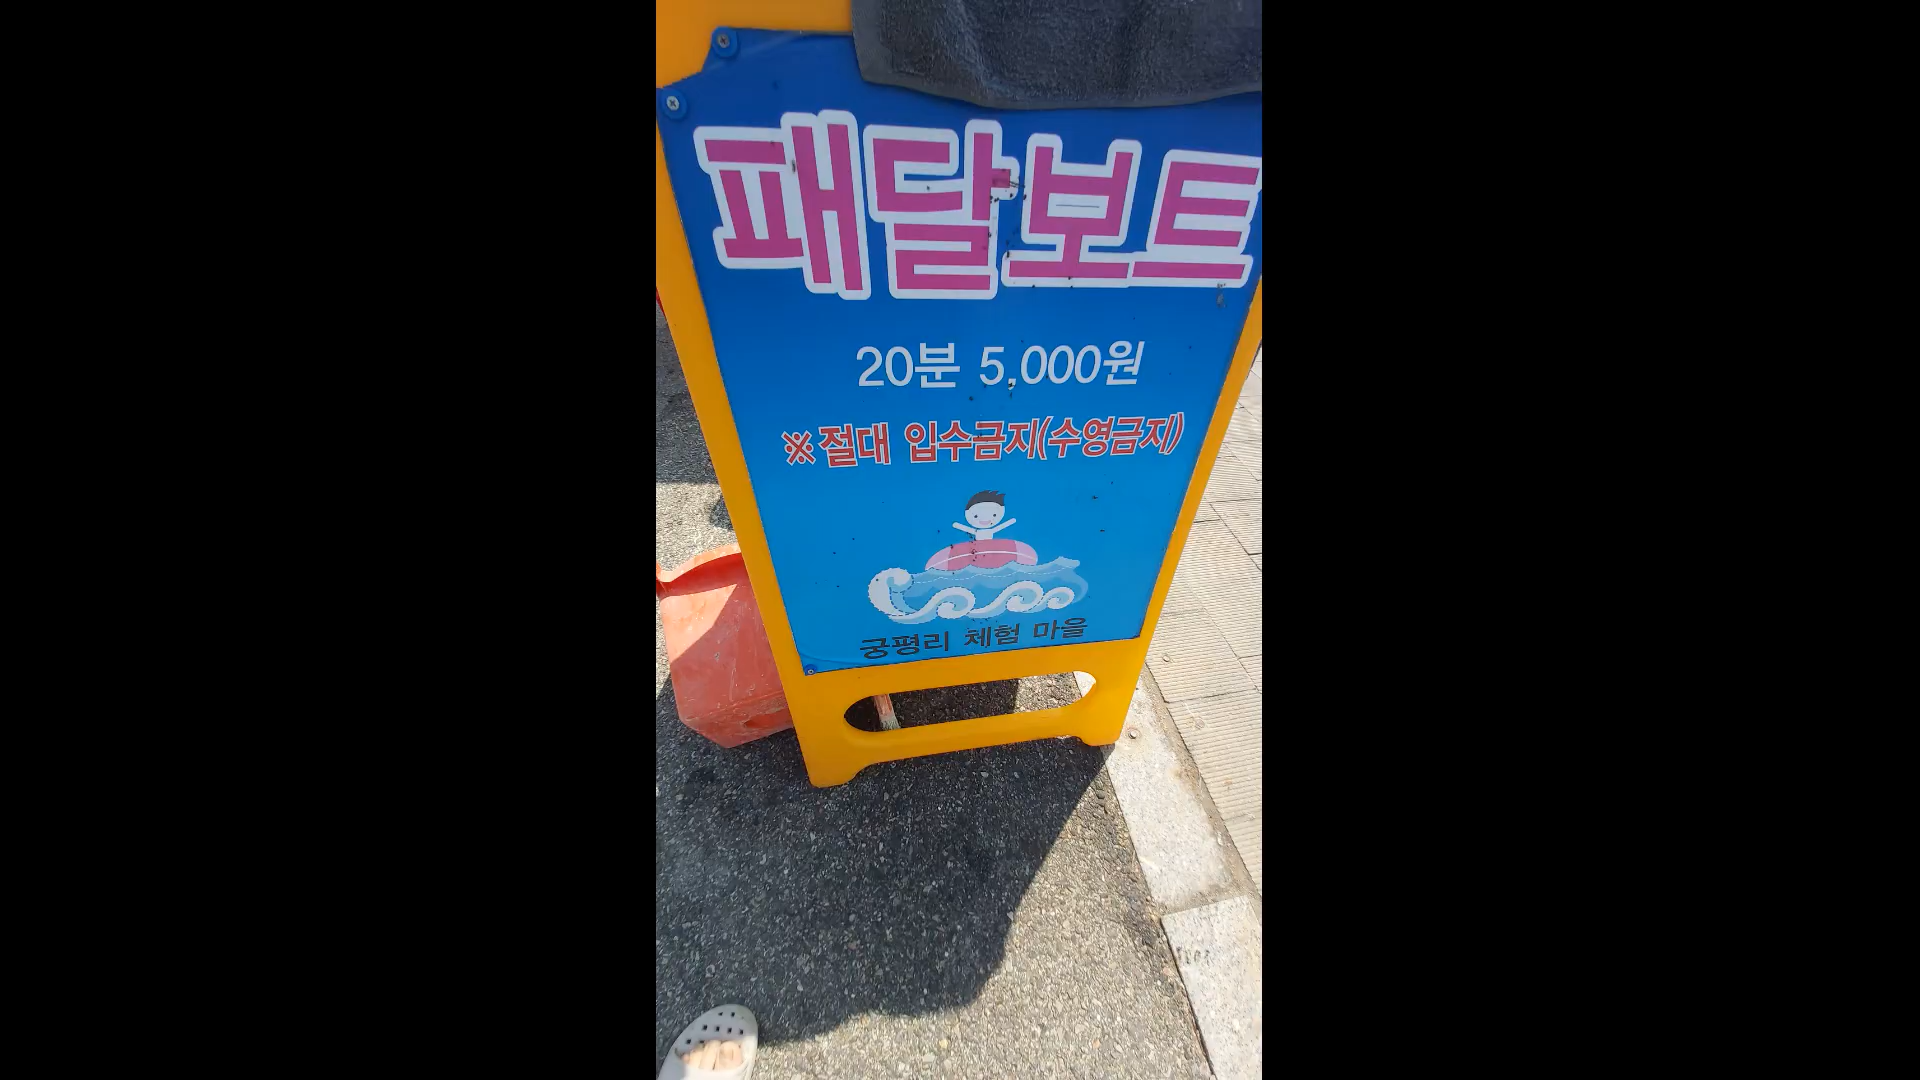 패달보트
20분 5,000원
※절대 입수금지(수영금지)
궁평리 체험 마을